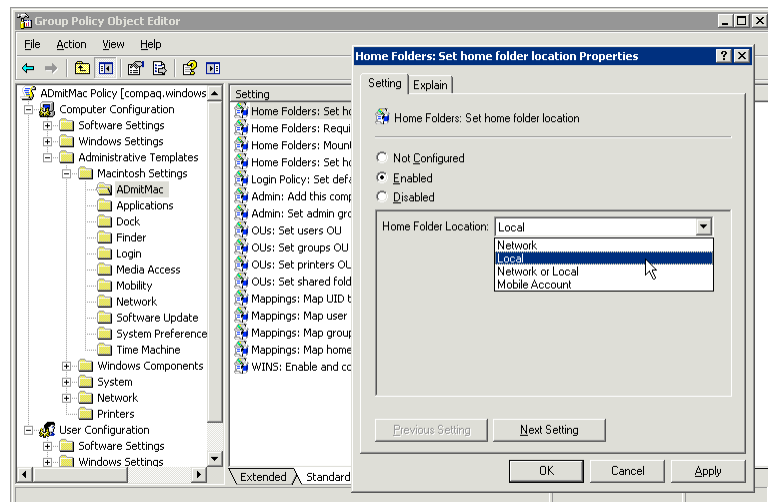 Group Policy Object Editor
File Action View Help
ADmitMac Policy [compaq.windows
Computer Configuration
Software Settings
Windows Settings
Administrative Templates
Macintosh Settings
ADmitMac
Applications
Dock
Finder
Login
Media Access
Mobility
Network
Software Update
System Preference
Time Machine
Windows Components
System
Network
Printers
User Configuration
Software Settings
Windows Settings
Setting
Home Folders: Set ho
Home Folders: Requi
Home Folders: Moun
Home Folders: Set ho
Login Policy: Set defa
Admin: Add this comp
Admin: Set admin gro
OUs: Set users OU
OUs: Set groups OU
OUs: Set printers OU
OUs: Set shared fold
Mappings: Map UID t
Mappings: Map user
Mappings: Map group
Mappings: Map home
WINS: Enable and co
Extended
Standard
Home Folders: Set home folder location Properties
Setting
Explain
Home Folders: Set home folder location
Not Configured
Enabled
Disabled
Home Folder Location: Local
Network
Local
Network or Local
Mobile Account
Previous Setting
Next Setting
OK
Cancel
Apply